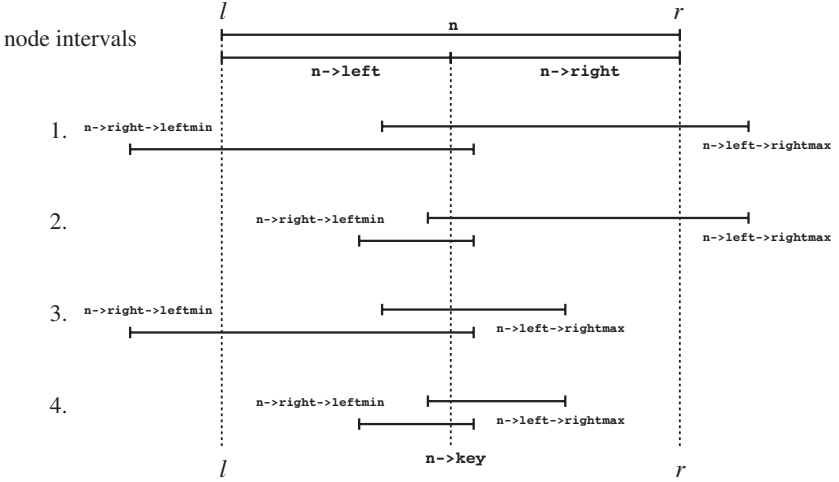 l r
n
node intervals
n->left n->right
1. n->right->leftmin
n->left->rightmax
2. n->right->leftmin
n->left->rightmax
3. n->right->leftmin
n->left->rightmax
4. n->right->leftmin
n->left->rightmax
n->key
l r